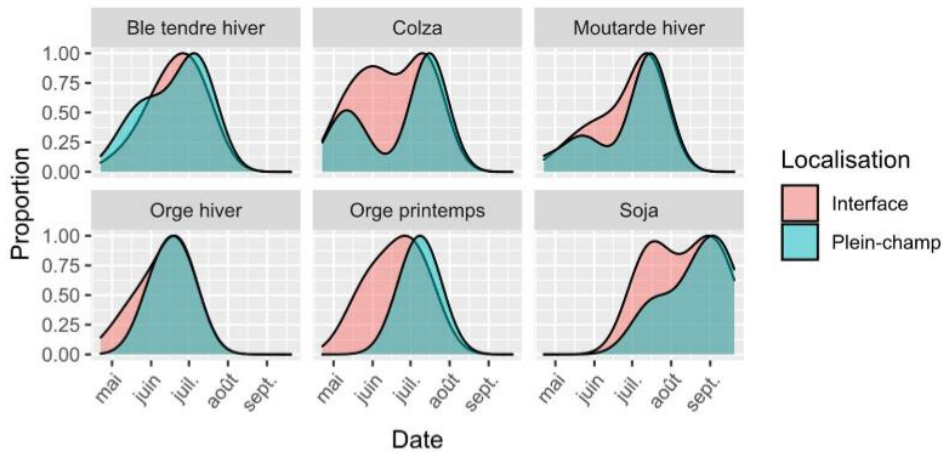 Ble tendre hiver
Colza
Moutarde hiver
1.00
0.75
0.50
0.25
0.00
Orge hiver
Orge printemps
Soja
1.00
0.75
0.50
0.25
0.00
Proportion
mai
juin
juil.
août
sept.
mai
juin
juil.
août
sept.
mai
juin
juil.
août
sept.
Date
Localisation
Interface
Plein-champ